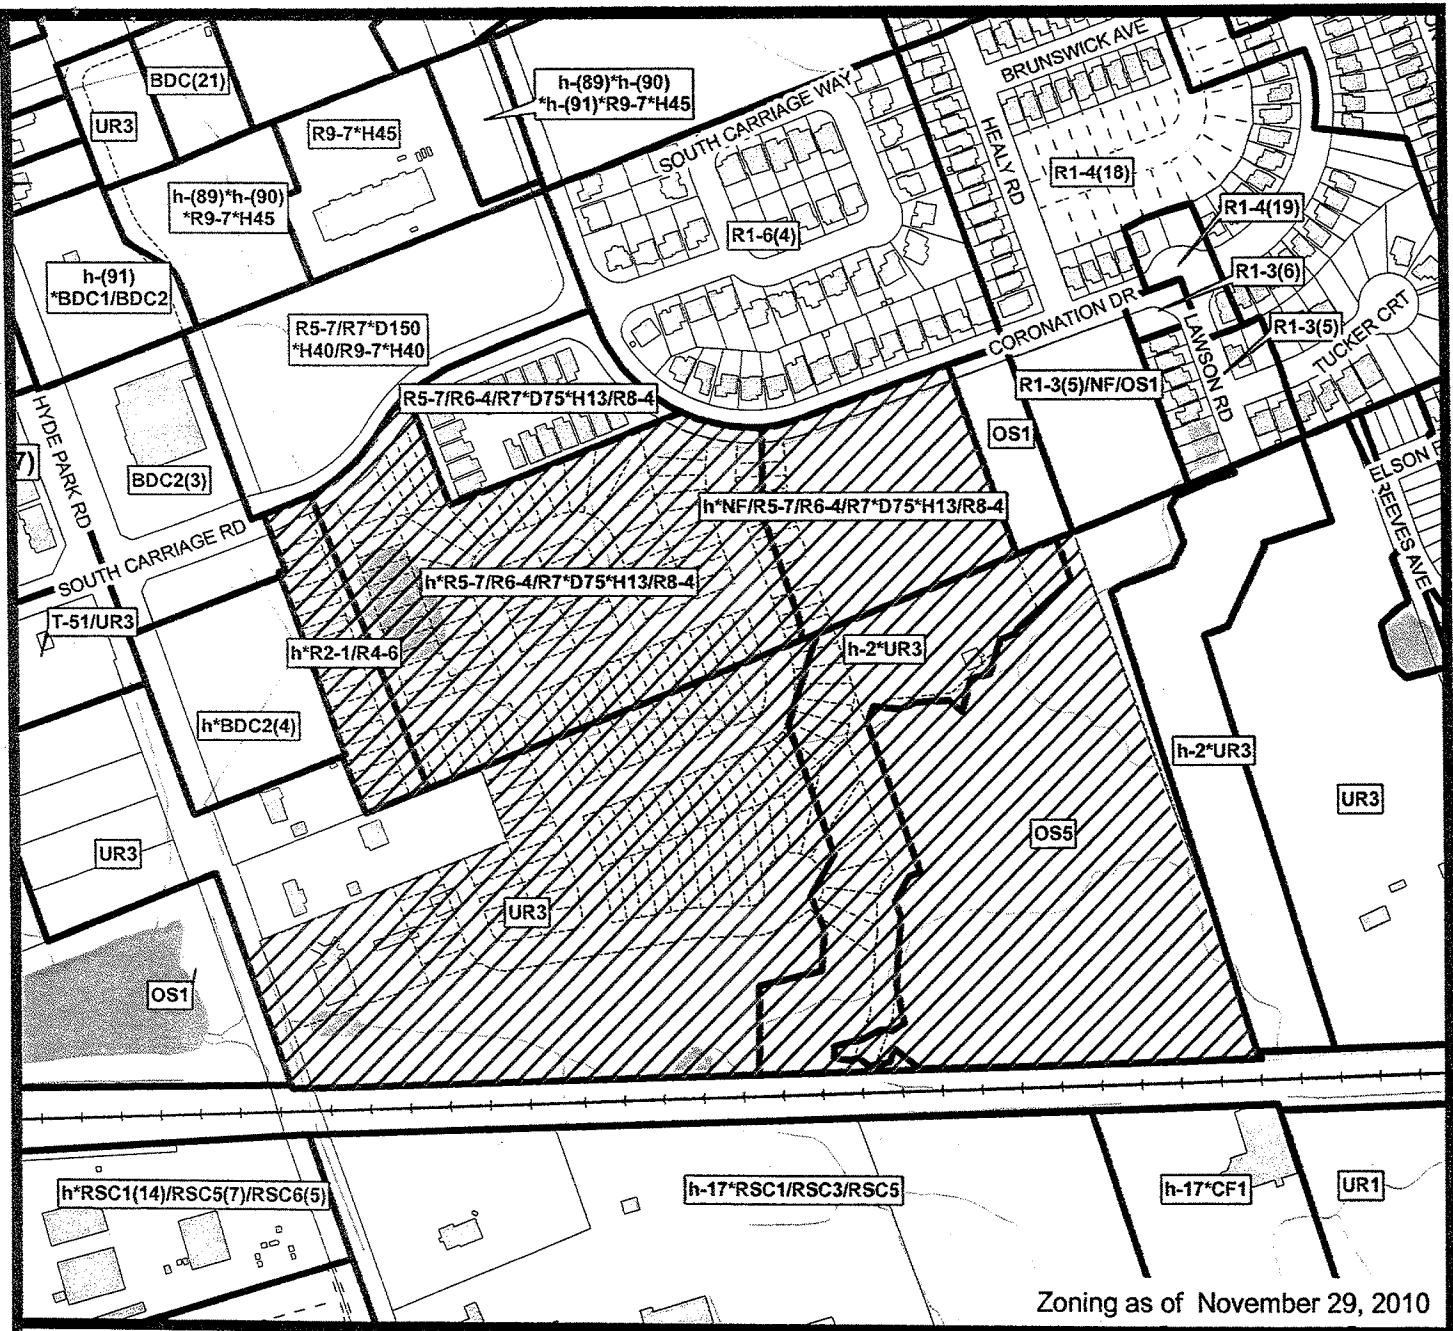 BRUNSWICK AVE
BDC(21)
h-(89)*h-(90)
*h-(91)*R9-7*H45
UR3
R9-7*H45
SOUTH CARRIAGE WAY
HEALY RD
R1-4(18)
h-(89)*h-(90)
*R9-7*H45
R1-4(19)
R1-6(4)
h-(91)
*BDC1/BDC2
R1-3(6)
CORONATION DR
R5-7/R7*D150
*H40/R9-7*H40
LAWSON RD
R1-3(5)
TUCKER CRT
R5-7/R6-4/R7*D75*H13/R8-4
R1-3(5)/NF/OS1
HYDE PARK RD
OS1
7)
BDC2(3)
REEVES AVE
h*NF/R5-7/R6-4/R7*D75*H13/R8-4
SOUTH CARRIAGE RD
h*R5-7/R6-4/R7*D75*H13/R8-4
T-51/UR3
h*R2-1/R4-6
h-2*UR3
h*BDC2(4)
h-2*UR3
UR3
OS5
UR3
UR3
OS1
h*RSC1(14)/RSC5(7)/RSC6(5)
h-17*RSC1/RSC3/RSC5
h-17*CF1
UR1
Zoning as of November 29, 2010